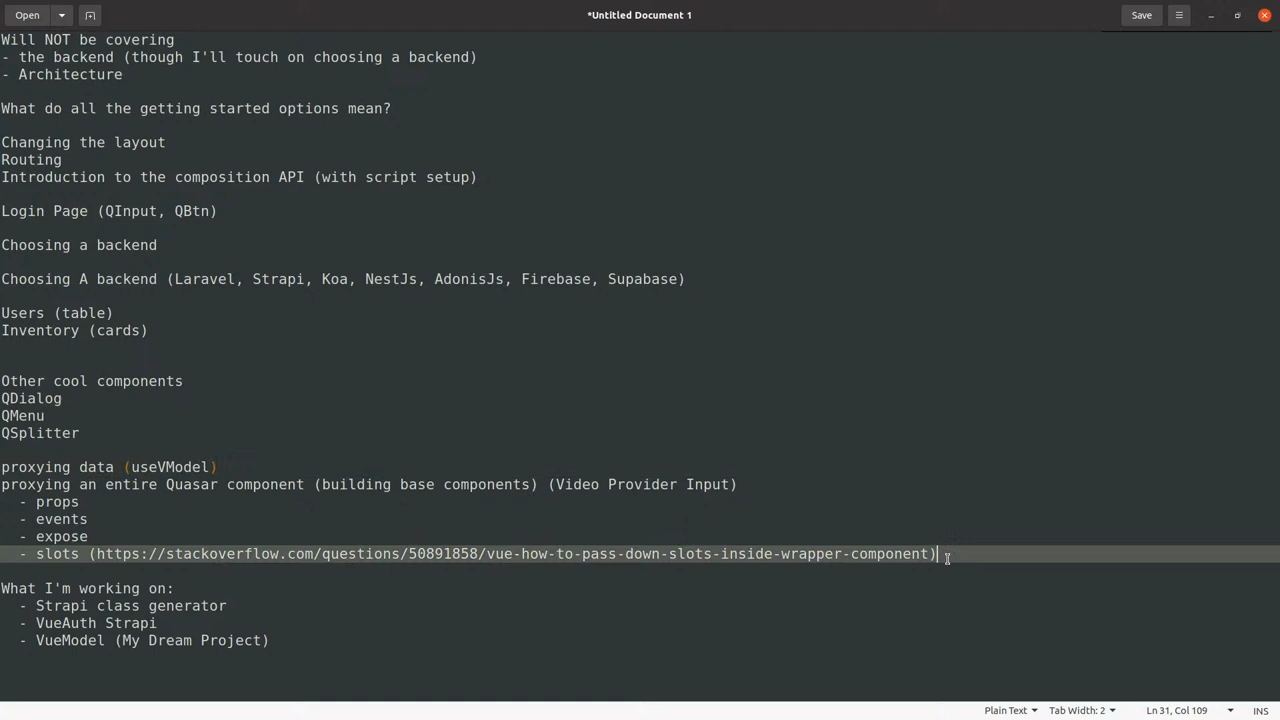 Open
*Untitled Document 1
Save
Will NOT be covering
- the backend (though I'll touch on choosing a backend)
- Architecture
What do all the getting started options mean?
Changing the layout
Routing
Introduction to the composition API (with script setup)
Login Page (QInput, QBtn)
Choosing a backend
Choosing A backend (Laravel, Strapi, Koa, NestJs, AdonisJs, Firebase, Supabase)
Users (table)
Inventory (cards)
Other cool components
QDialog
QMenu
QSplitter
proxying data (useVModel)
proxying an entire Quasar component (building base components) (Video Provider Input)
- props
- events
- expose
- slots (https://stackoverflow.com/questions/50891858/vue-how-to-pass-down-slots-inside-wrapper-component)
What I'm working on:
- Strapi class generator
- VueAuth Strapi
- VueModel (My Dream Project)
Plain Text
Tab Width: 2
Ln 31, Col 109
INS